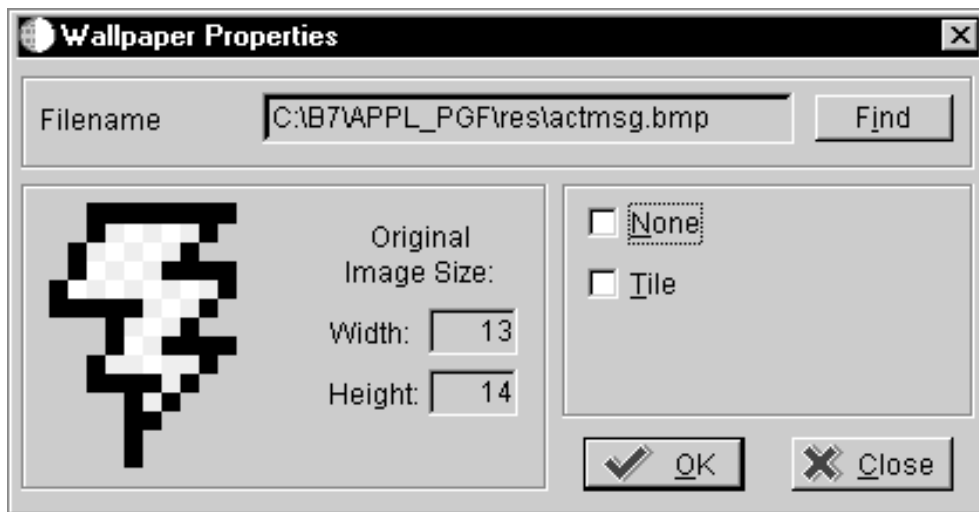 Wallpaper Properties
Filename
C:\B7\APPL_PGF\res\actmsg.bmp
Find
Original
Image Size:
Width: 13
Height: 14
None
Tile
OK
Close